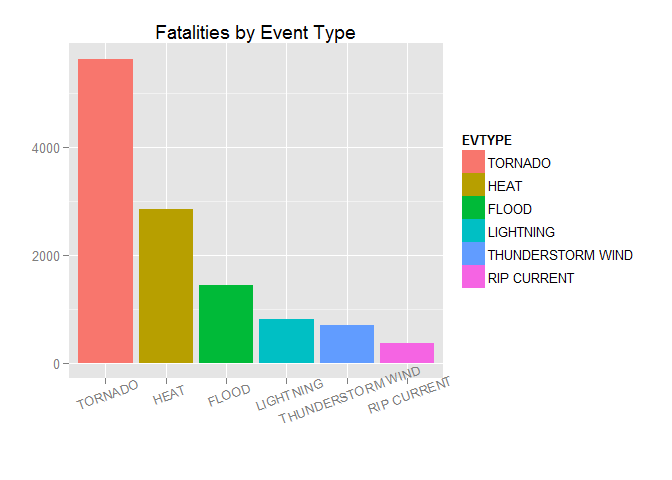 Fatalities by Event Type
4000
2000
0
TORNADO
HEAT
FLOOD
LIGHTNING
THUNDERSTORM WIND
RIP CURRENT
EVTYPE
TORNADO
HEAT
FLOOD
LIGHTNING
THUNDERSTORM WIND
RIP CURRENT